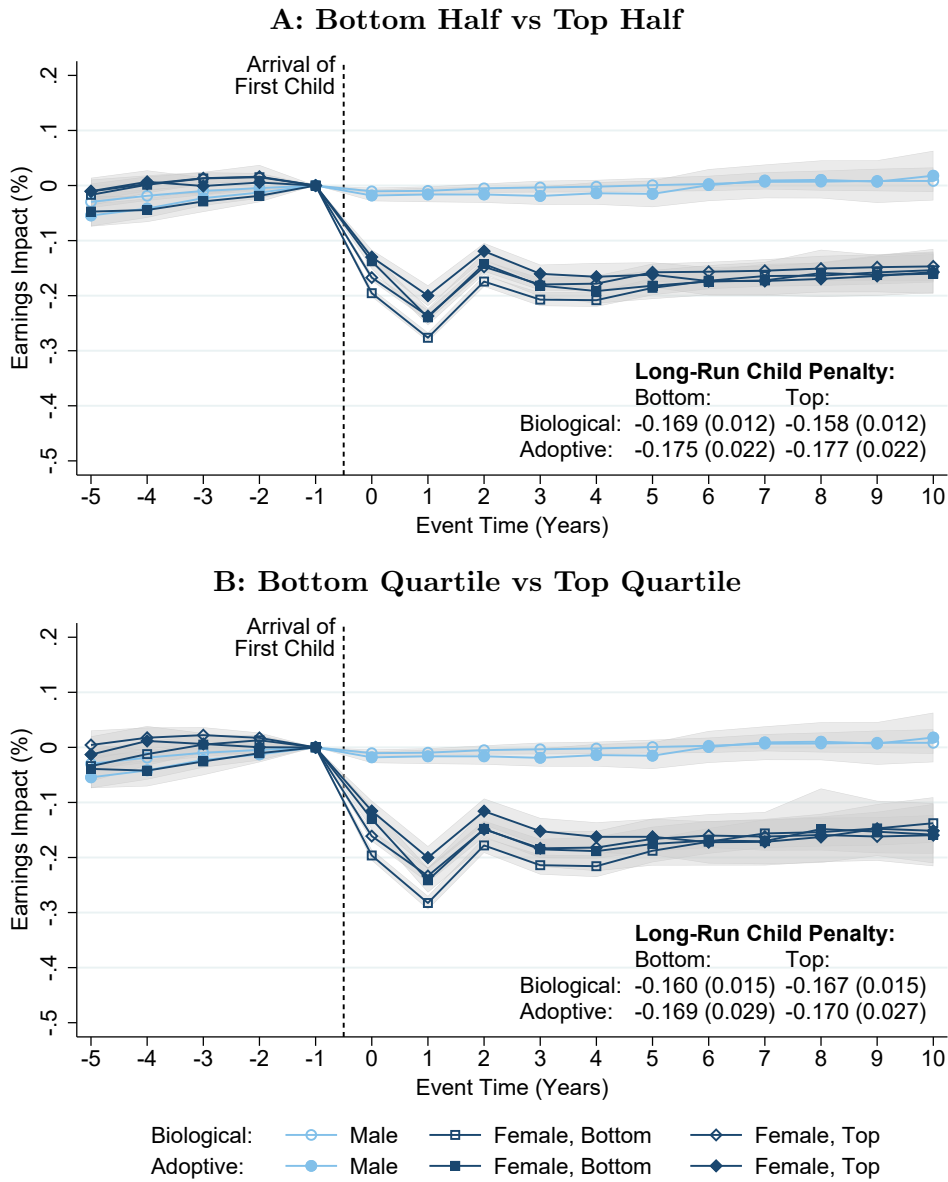 A: Bottom Half vs Top Half
Arrival of
First Child
.2
.1
0
-.1
-.2
-.3
-.4
-.5
Earnings Impact (%)
Long-Run Child Penalty:
Bottom: Top:
Biological: -0.169 (0.012) -0.158 (0.012)
Adoptive: -0.175 (0.022) -0.177 (0.022)
-5 -4 -3 -2 -1 0 1 2 3 4 5 6 7 8 9 10
Event Time (Years)
B: Bottom Quartile vs Top Quartile
Arrival of
First Child
.2
.1
0
-.1
-.2
-.3
-.4
-.5
Earnings Impact (%)
Long-Run Child Penalty:
Bottom: Top:
Biological: -0.160 (0.015) -0.167 (0.015)
Adoptive: -0.169 (0.029) -0.170 (0.027)
-5 -4 -3 -2 -1 0 1 2 3 4 5 6 7 8 9 10
Event Time (Years)
Biological: Male Female, Bottom Female, Top
Adoptive: Male Female, Bottom Female, Top